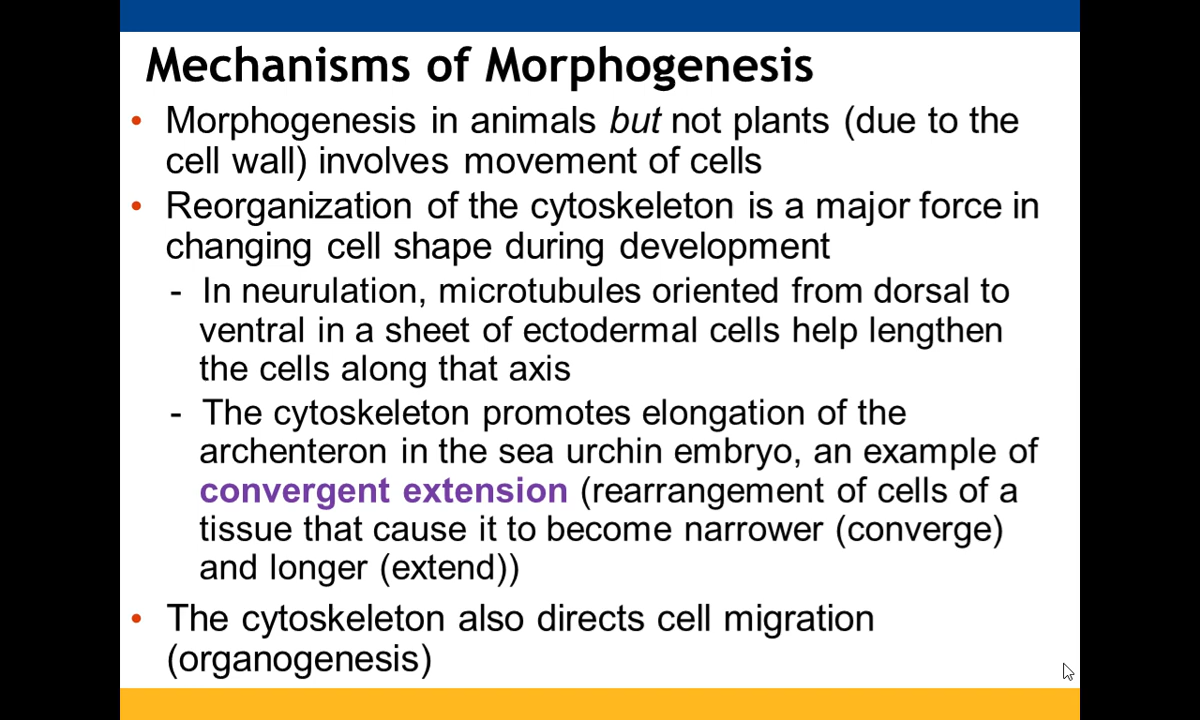 Mechanisms of Morphogenesis
• Morphogenesis in animals but not plants (due to the
cell wall) involves movement of cells
• Reorganization of the cytoskeleton is a major force in
changing cell shape during development
- In neurulation, microtubules oriented from dorsal to
ventral in a sheet of ectodermal cells help lengthen
the cells along that axis
- The cytoskeleton promotes elongation of the
archenteron in the sea urchin embryo, an example of
convergent extension (rearrangement of cells of a
tissue that cause it to become narrower (converge)
and longer (extend))
• The cytoskeleton also directs cell migration
(organogenesis)